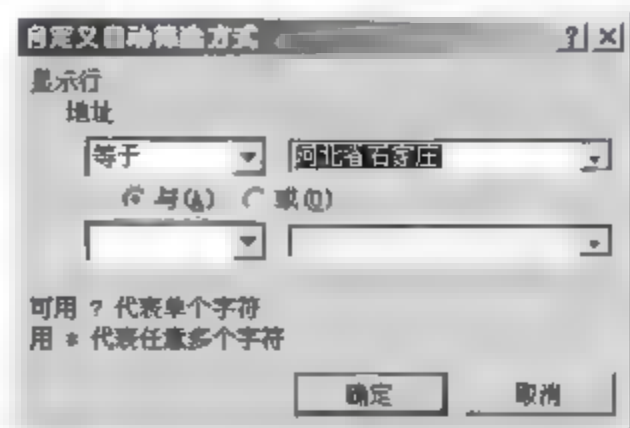 自定义自动筛选方式 ? ×
显示行
地址
等于 河北省石家庄
与(A) 或(O)
可用 ? 代表单个字符
用 * 代表任意多个字符
确定 取消